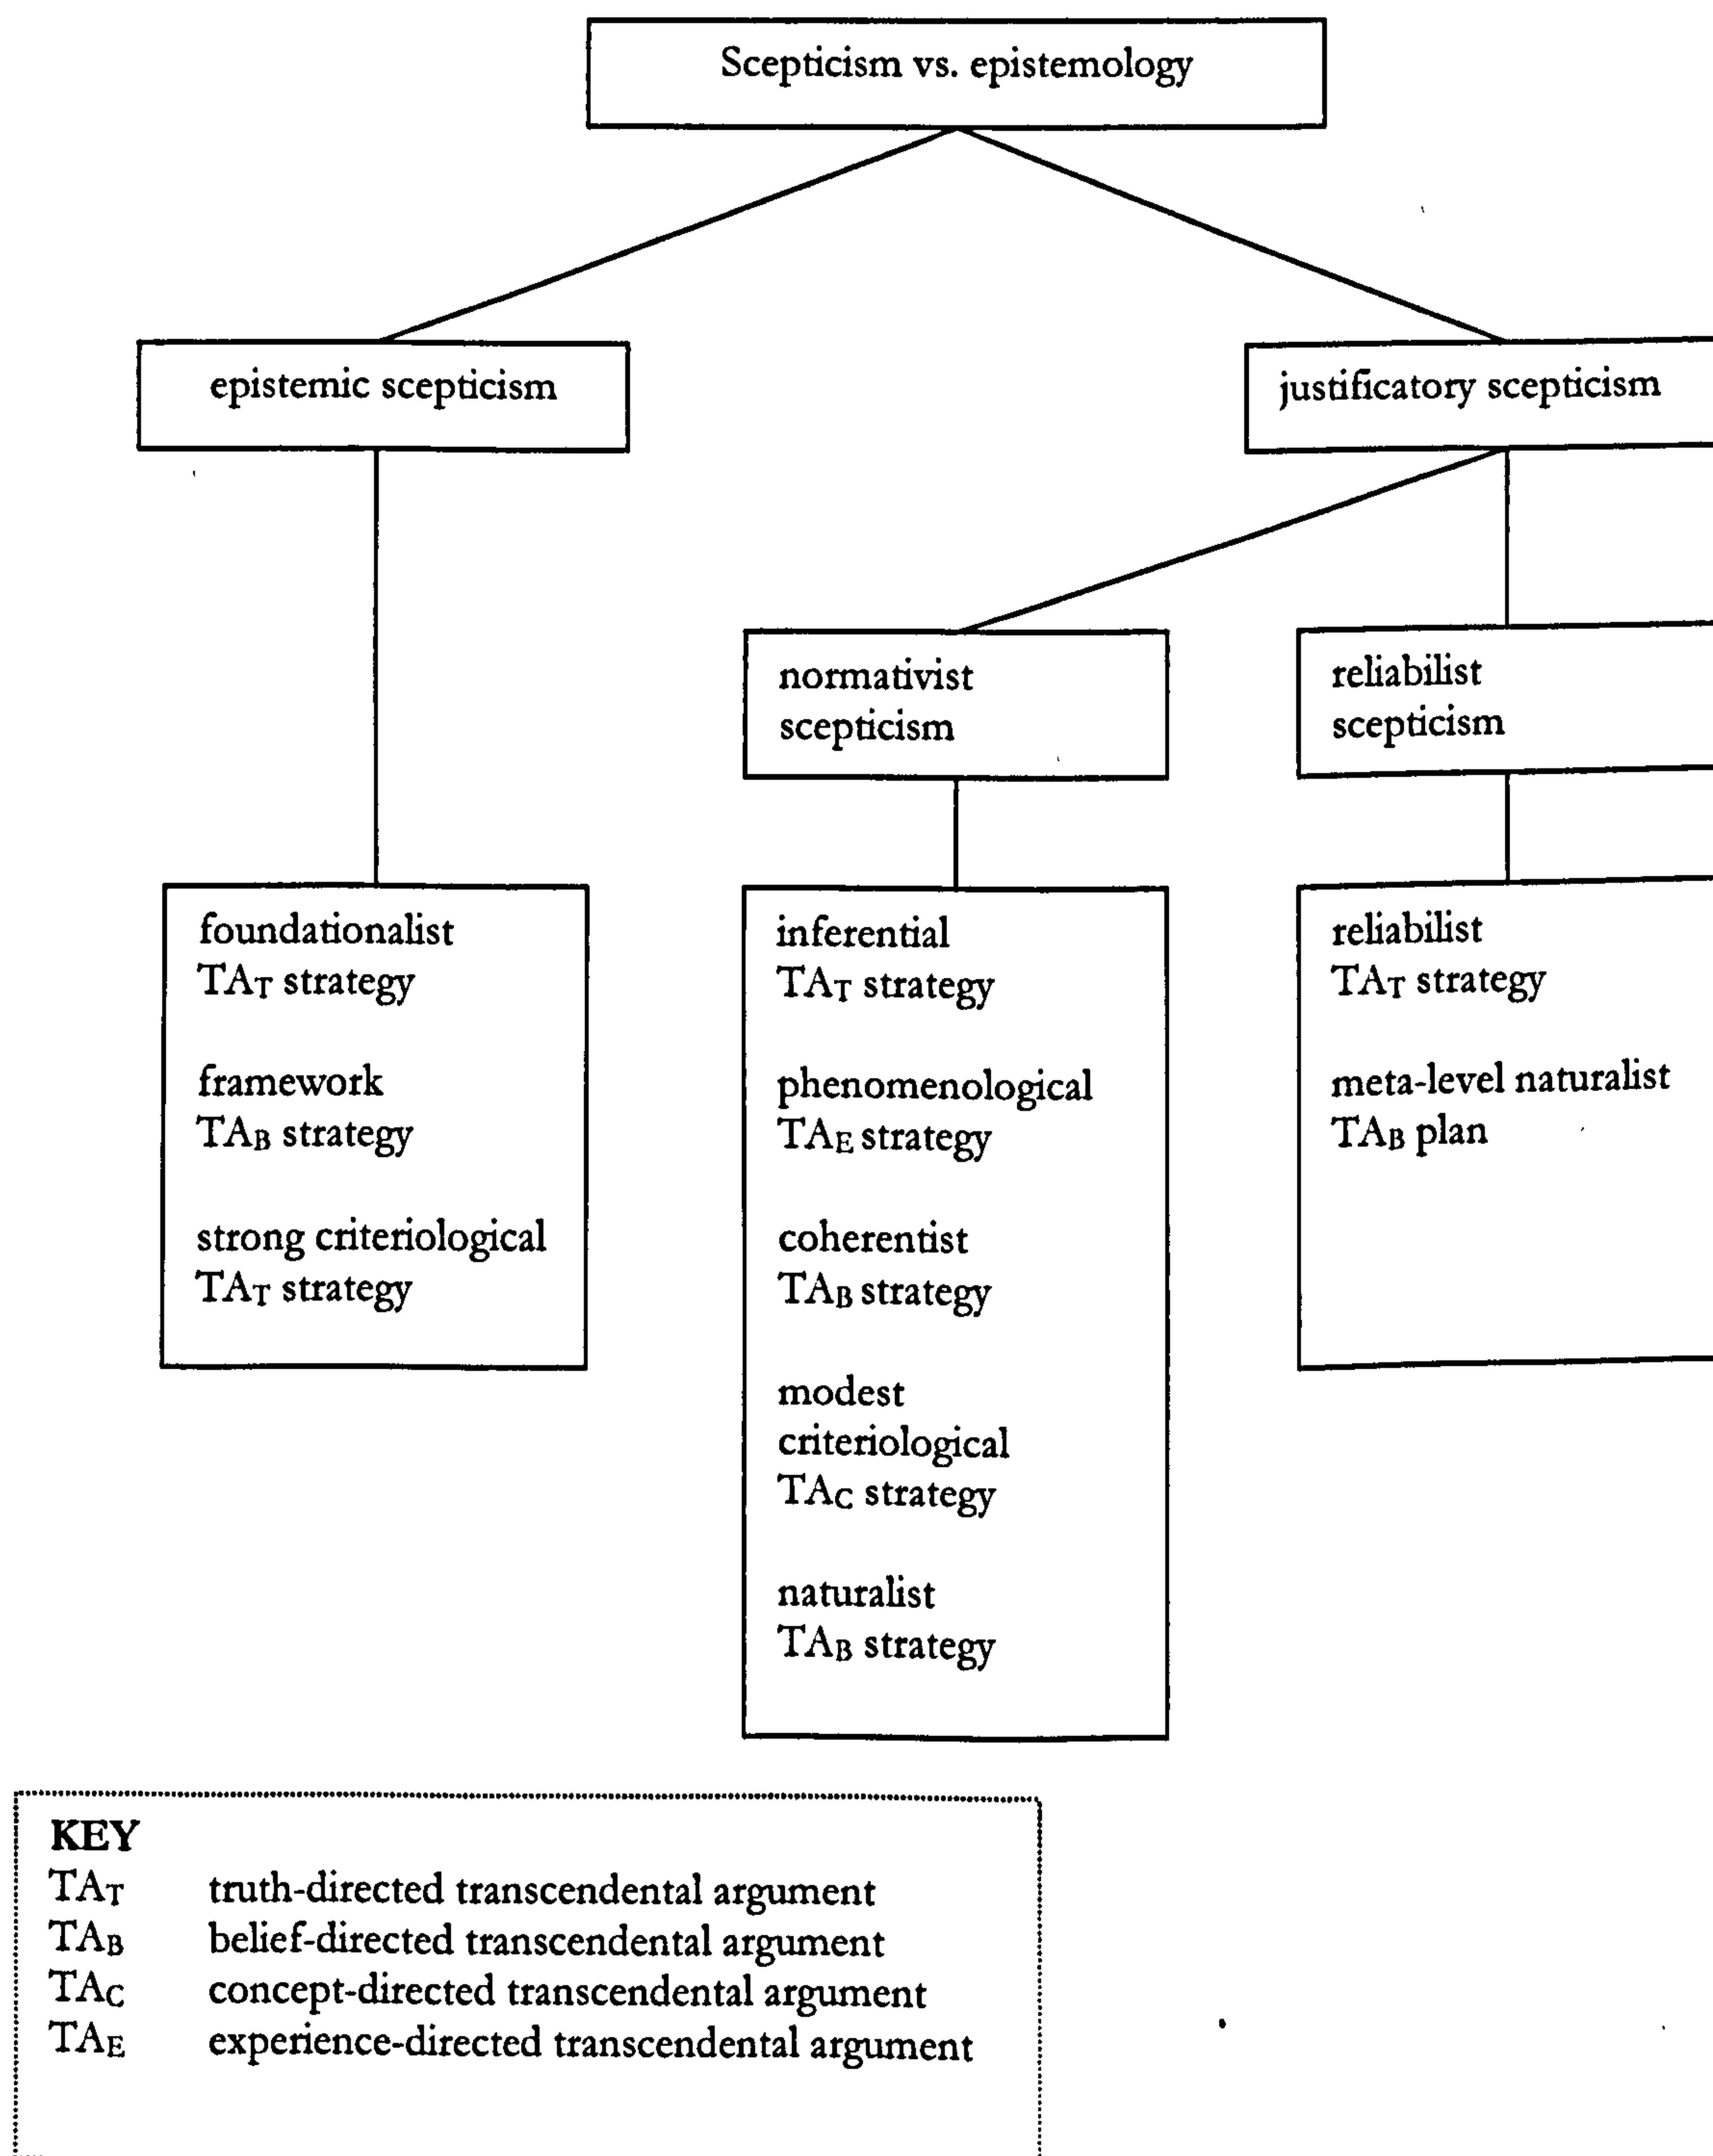 Scepticism vs. epistemology
epistemic scepticism
justificatory scepticism
normativist
scepticism
reliabilist
scepticism
foundationalist
TAT strategy
framework
TAB strategy
strong criteriological
TAT strategy
inferential
TAT strategy
phenomenological
TAE strategy
coherentist
TAB strategy
modest
criteriological
TAC strategy
naturalist
TAB strategy
reliabilist
TAT strategy
meta-level naturalist
TAB plan
KEY
TAT truth-directed transcendental argument
TAB belief-directed transcendental argument
TAC concept-directed transcendental argument
TAE experience-directed transcendental argument